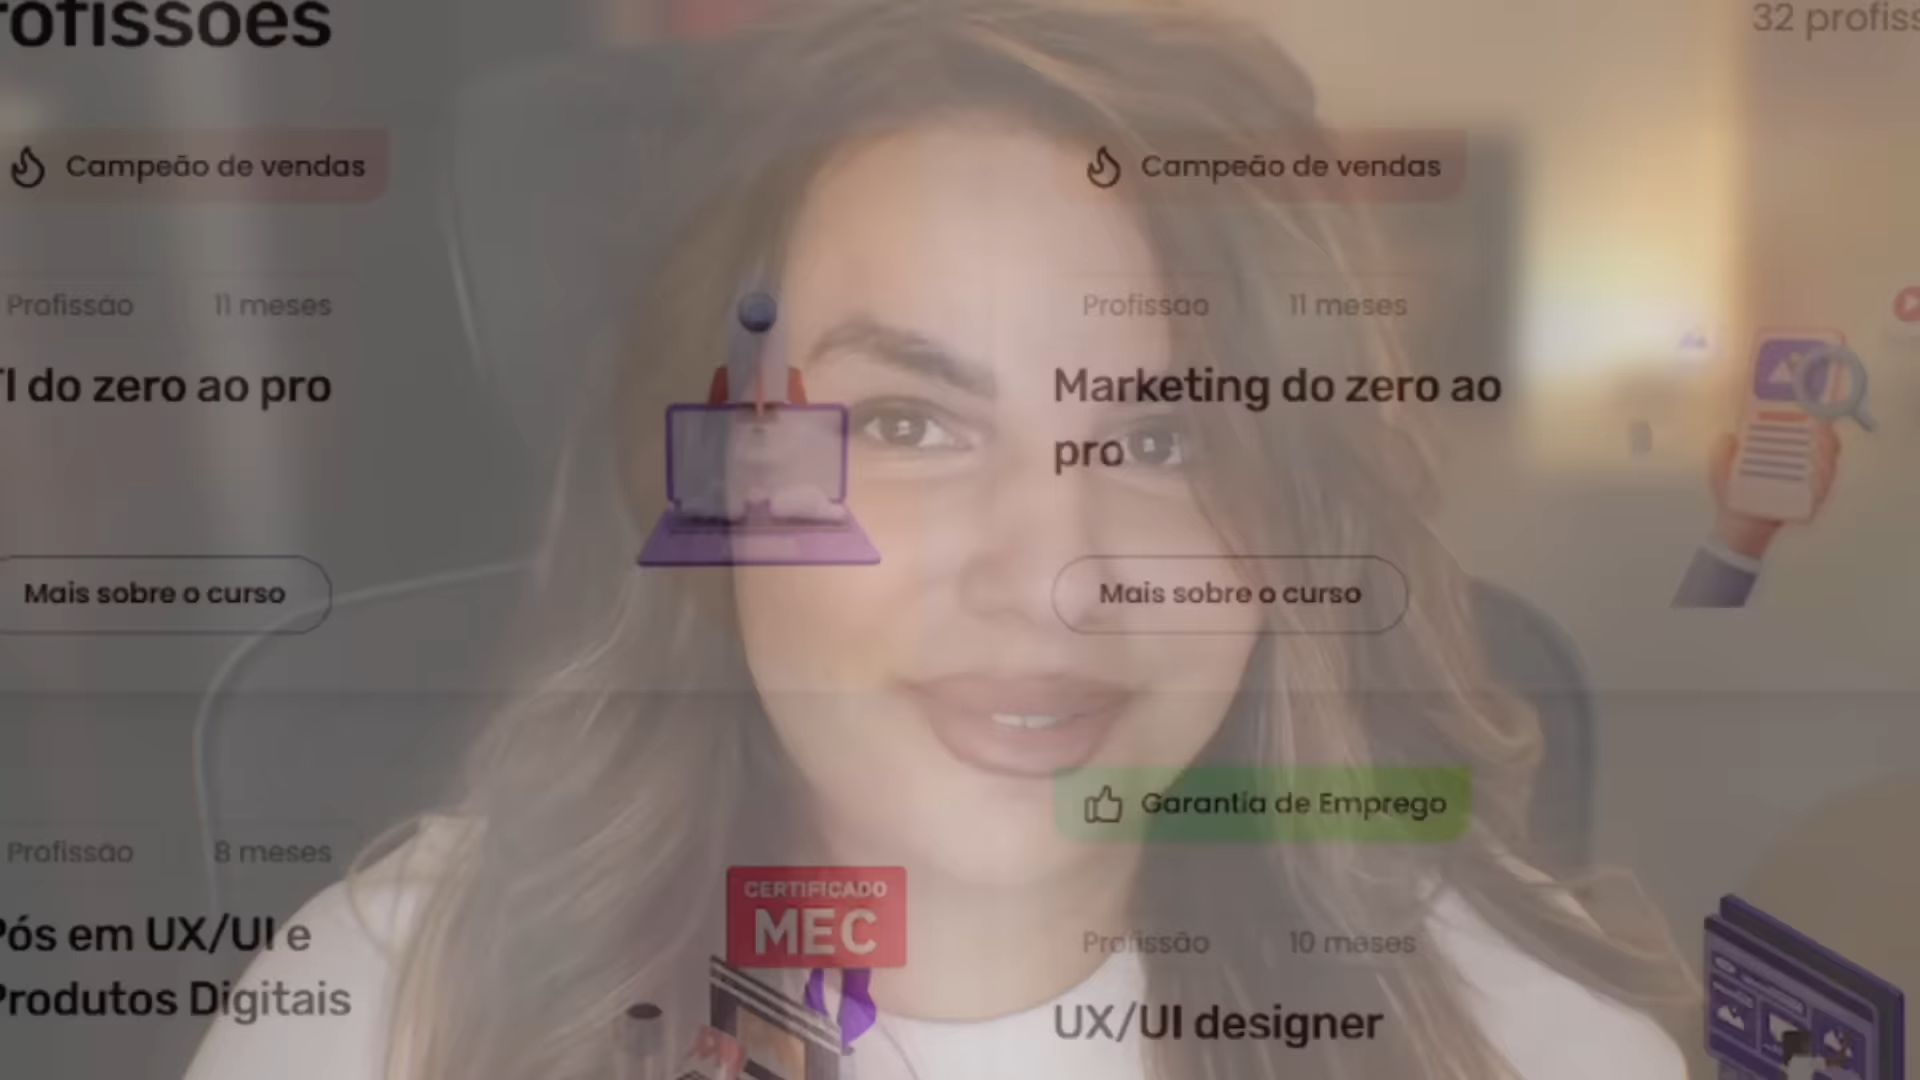 rofissões
32 profiss
Campeão de vendas
Campeão de vendas
Profissão 11 meses
Profissão 11 meses
TI do zero ao pro
Marketing do zero ao
pro
Mais sobre o curso
Mais sobre o curso
Garantia de Emprego
Profissão 8 meses
CERTIFICADO
MEC
Pós em UX/UI e
Produtos Digitais
Profissão 10 meses
UX/UI designer